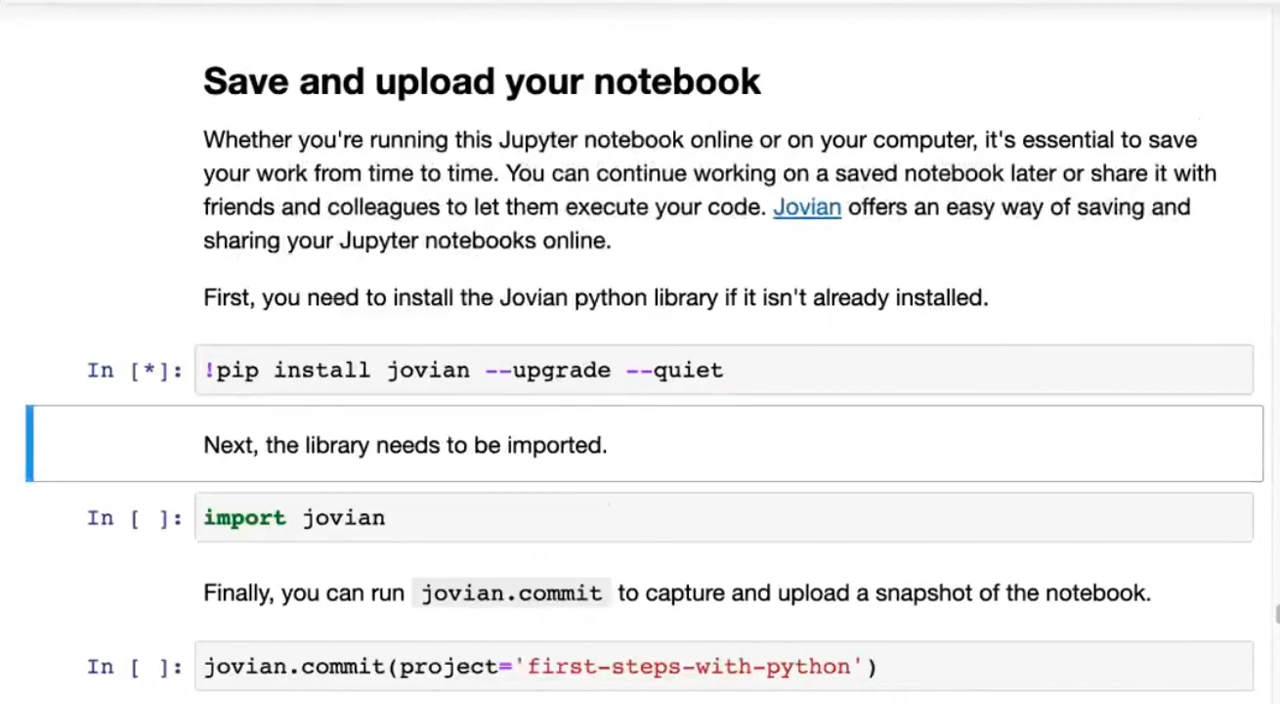 Save and upload your notebook
Whether you're running this Jupyter notebook online or on your computer, it's essential to save
your work from time to time. You can continue working on a saved notebook later or share it with
friends and colleagues to let them execute your code. Jovian offers an easy way of saving and
sharing your Jupyter notebooks online.
First, you need to install the Jovian python library if it isn't already installed.
In [*]: !pip install jovian --upgrade --quiet
Next, the library needs to be imported.
In [ ]: import jovian
Finally, you can run jovian.commit to capture and upload a snapshot of the notebook.
In [ ]: jovian.commit(project='first-steps-with-python')